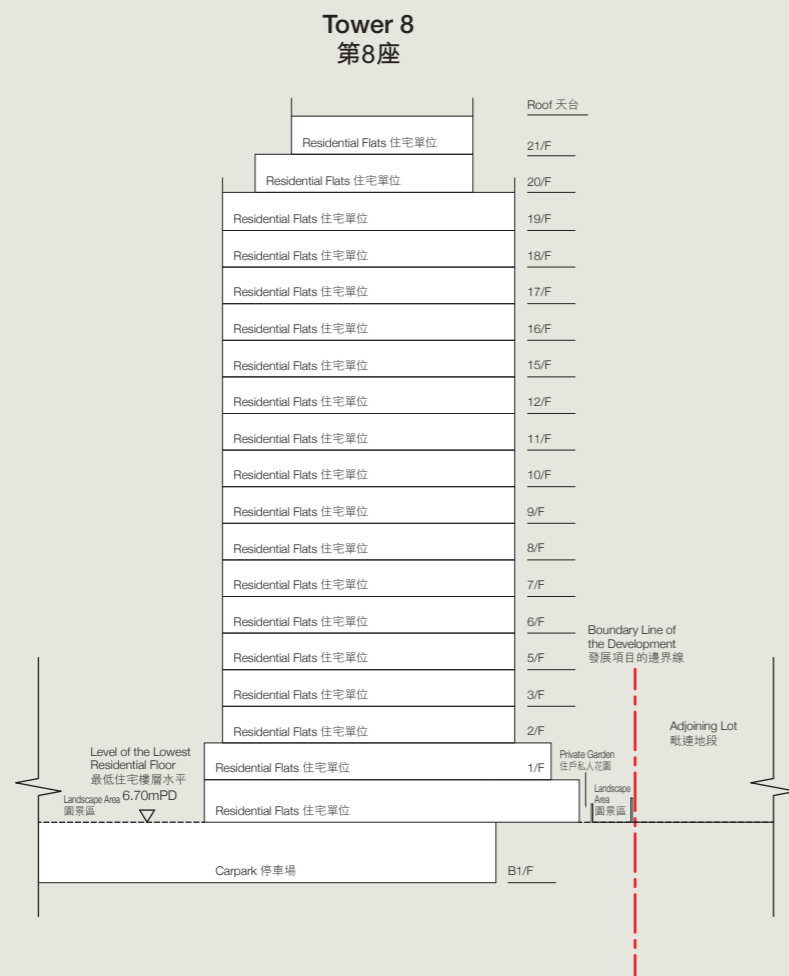 Tower 8
第8座
Roof 天台
Residential Flats 住宅單位 21/F
Residential Flats 住宅單位 20/F
Residential Flats 住宅單位 19/F
Residential Flats 住宅單位 18/F
Residential Flats 住宅單位 17/F
Residential Flats 住宅單位 16/F
Residential Flats 住宅單位 15/F
Residential Flats 住宅單位 12/F
Residential Flats 住宅單位 11/F
Residential Flats 住宅單位 10/F
Residential Flats 住宅單位 9/F
Residential Flats 住宅單位 8/F
Residential Flats 住宅單位 7/F
Residential Flats 住宅單位 6/F
Boundary Line of
the Development
發展項目的邊界線
Residential Flats 住宅單位 5/F
Residential Flats 住宅單位 3/F
Residential Flats 住宅單位 2/F
Adjoining Lot
毗連地段
Level of the Lowest
Residential Floor
最低住宅樓層水平
6.70mPD
Landscape Area
園景區
Residential Flats 住宅單位 1/F
Private Garden
住戶私人花園
Landscape
Area
園景區
Residential Flats 住宅單位
Carpark 停車場 B1/F